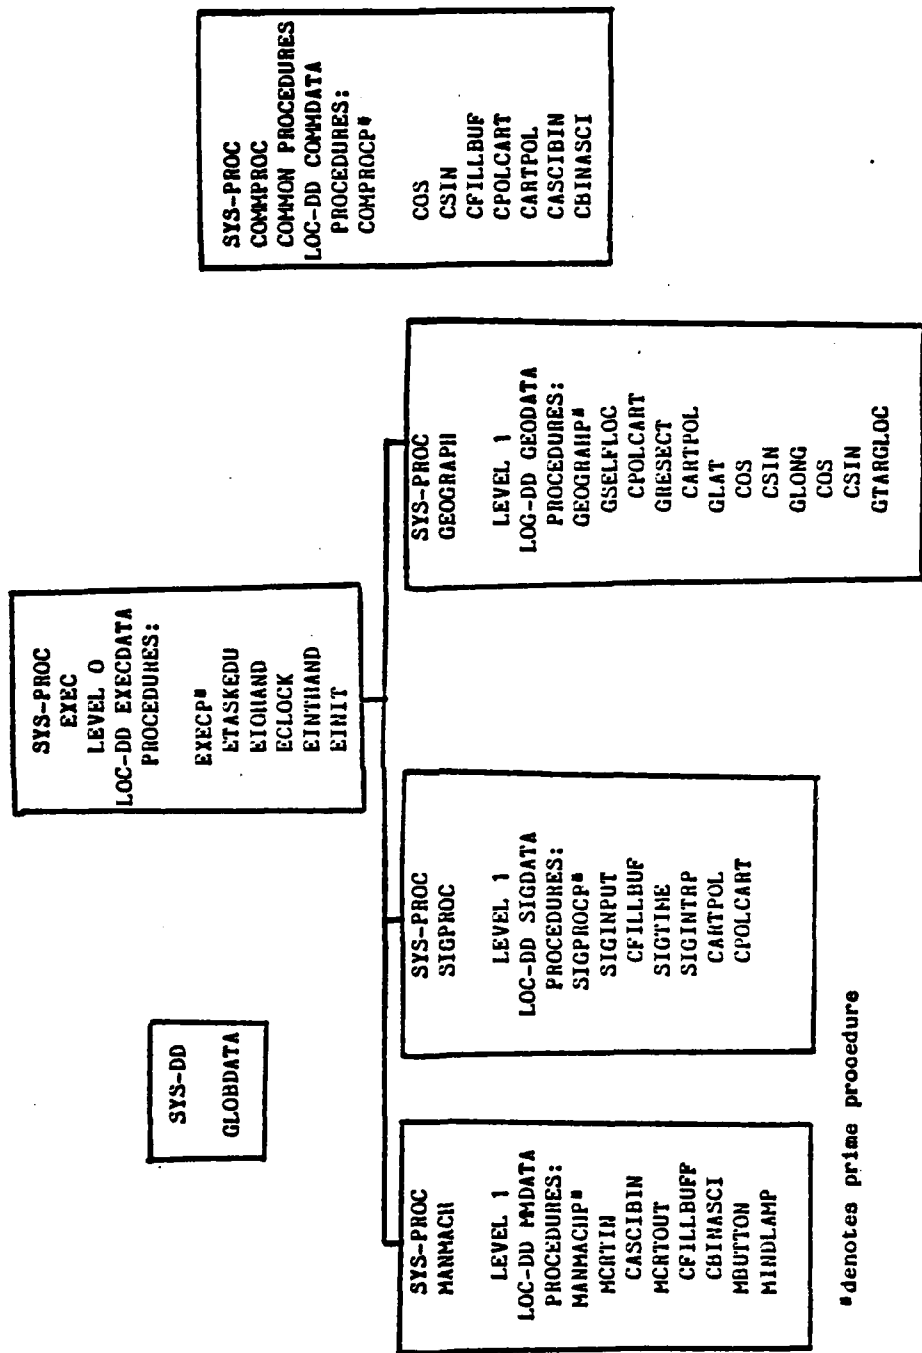 SYS-DD
GLOBDATA
SYS-PROC
EXEC
LEVEL 0
LOC-DD EXECDATA
PROCEDURES:
EXECP*
ETASKEDU
EIOHAND
ECLOCK
EINTHAND
EINIT
SYS-PROC
COMMPROC
COMMON PROCEDURES
LOC-DD COMMDATA
PROCEDURES:
COMPROCP*
COS
CSIN
CFILLBUF
CPOLCART
CARTPOL
CASCIBIN
CBINASCI
SYS-PROC
MANMACH
LEVEL 1
LOC-DD MMDATA
PROCEDURES:
MANMACHP*
MCRTIN
CASCIBIN
MCRTOUT
CFILLBUFF
CBINASCI
MBUTTON
MINDLAMP
SYS-PROC
SIGPROC
LEVEL 1
LOC-DD SIGDATA
PROCEDURES:
SIGPROCP*
SIGINPUT
CFILLBUF
SIGTIME
SIGINTRP
CARTPOL
CPOLCART
SYS-PROC
GEOGRAPH
LEVEL 1
LOG-DD GEODATA
PROCEDURES:
GEOGRAHP*
GSELFLOC
CPOLCART
GRESECT
CARTPOL
GLAT
COS
CSIN
GLONG
COS
CSIN
GTARGLOC
*denotes prime procedure